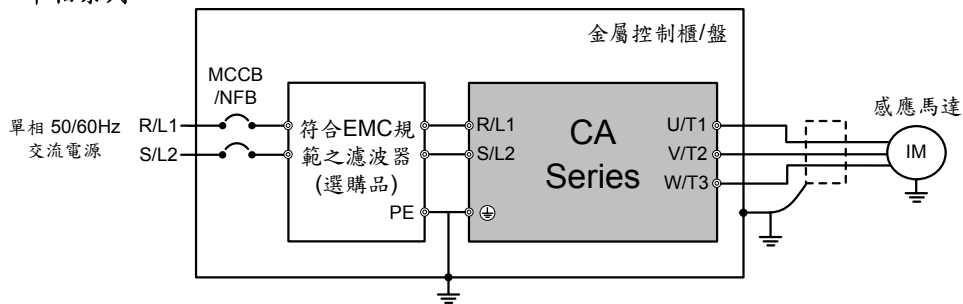 金屬控制櫃/盤
MCCB
/NFB
感應馬達
單相 50/60Hz
交流電源
R/L1
S/L2
符合EMC規
範之濾波器
(選購品)
PE
R/L1
S/L2
CA
Series
U/T1
V/T2
W/T3
IM